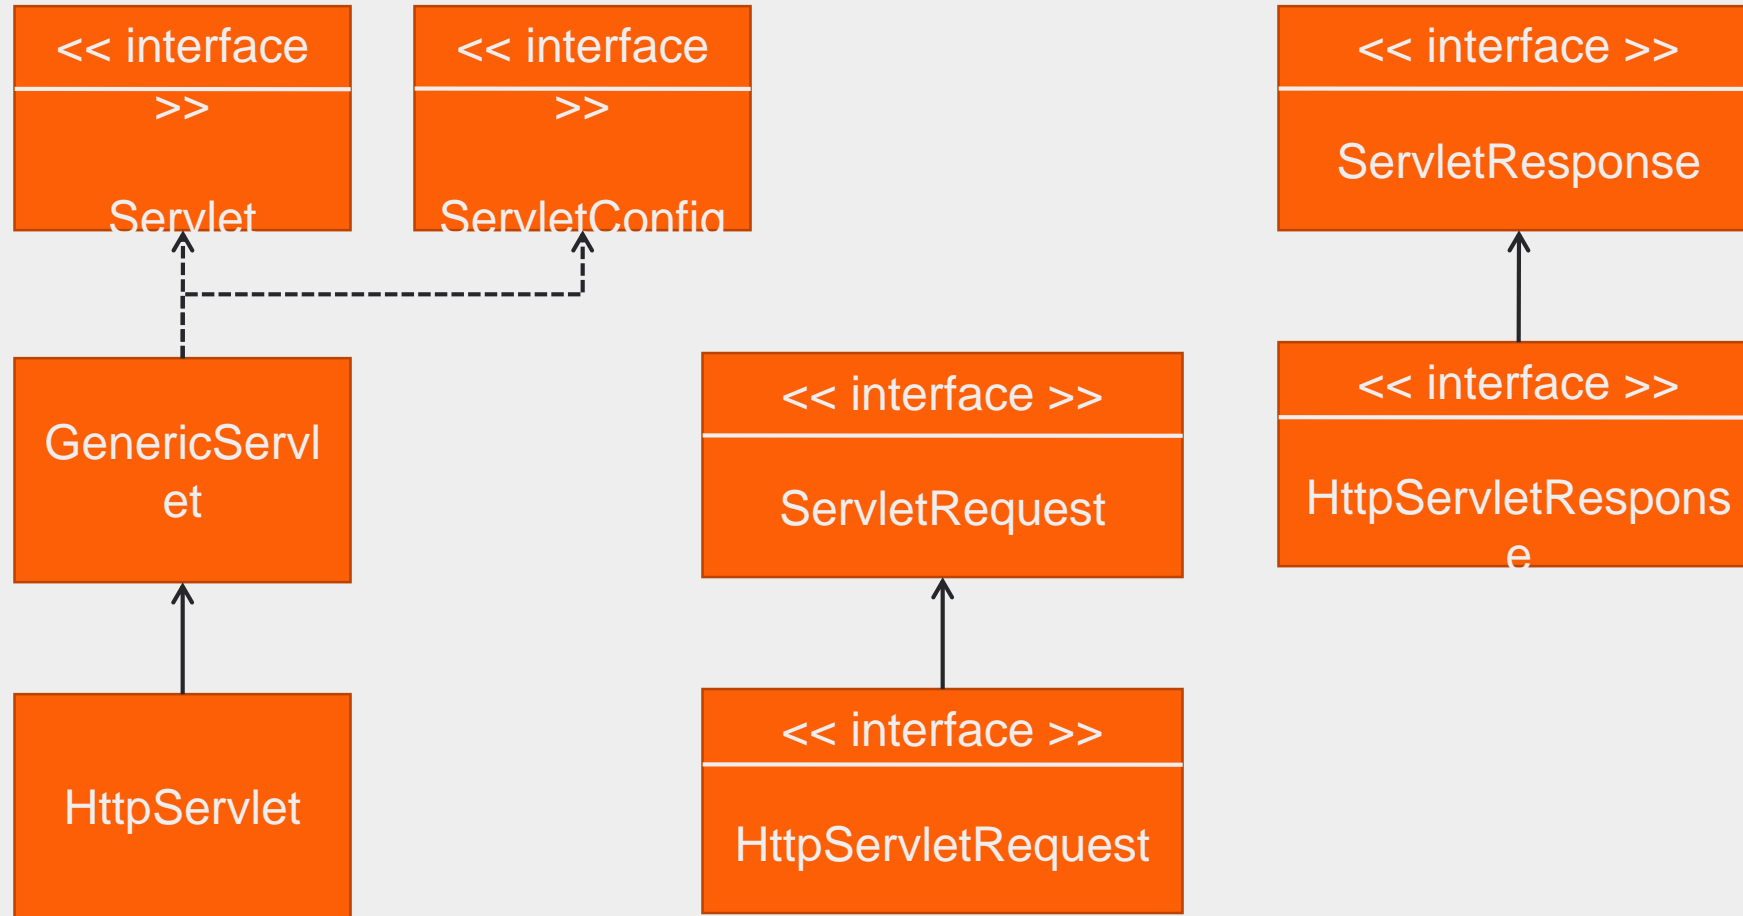 << interface
>>
Servlet
<< interface
>>
ServletConfig
<< interface >>
ServletResponse
GenericServl
et
<< interface >>
ServletRequest
<< interface >>
HttpServletRespons
e
HttpServlet
<< interface >>
HttpServletRequest